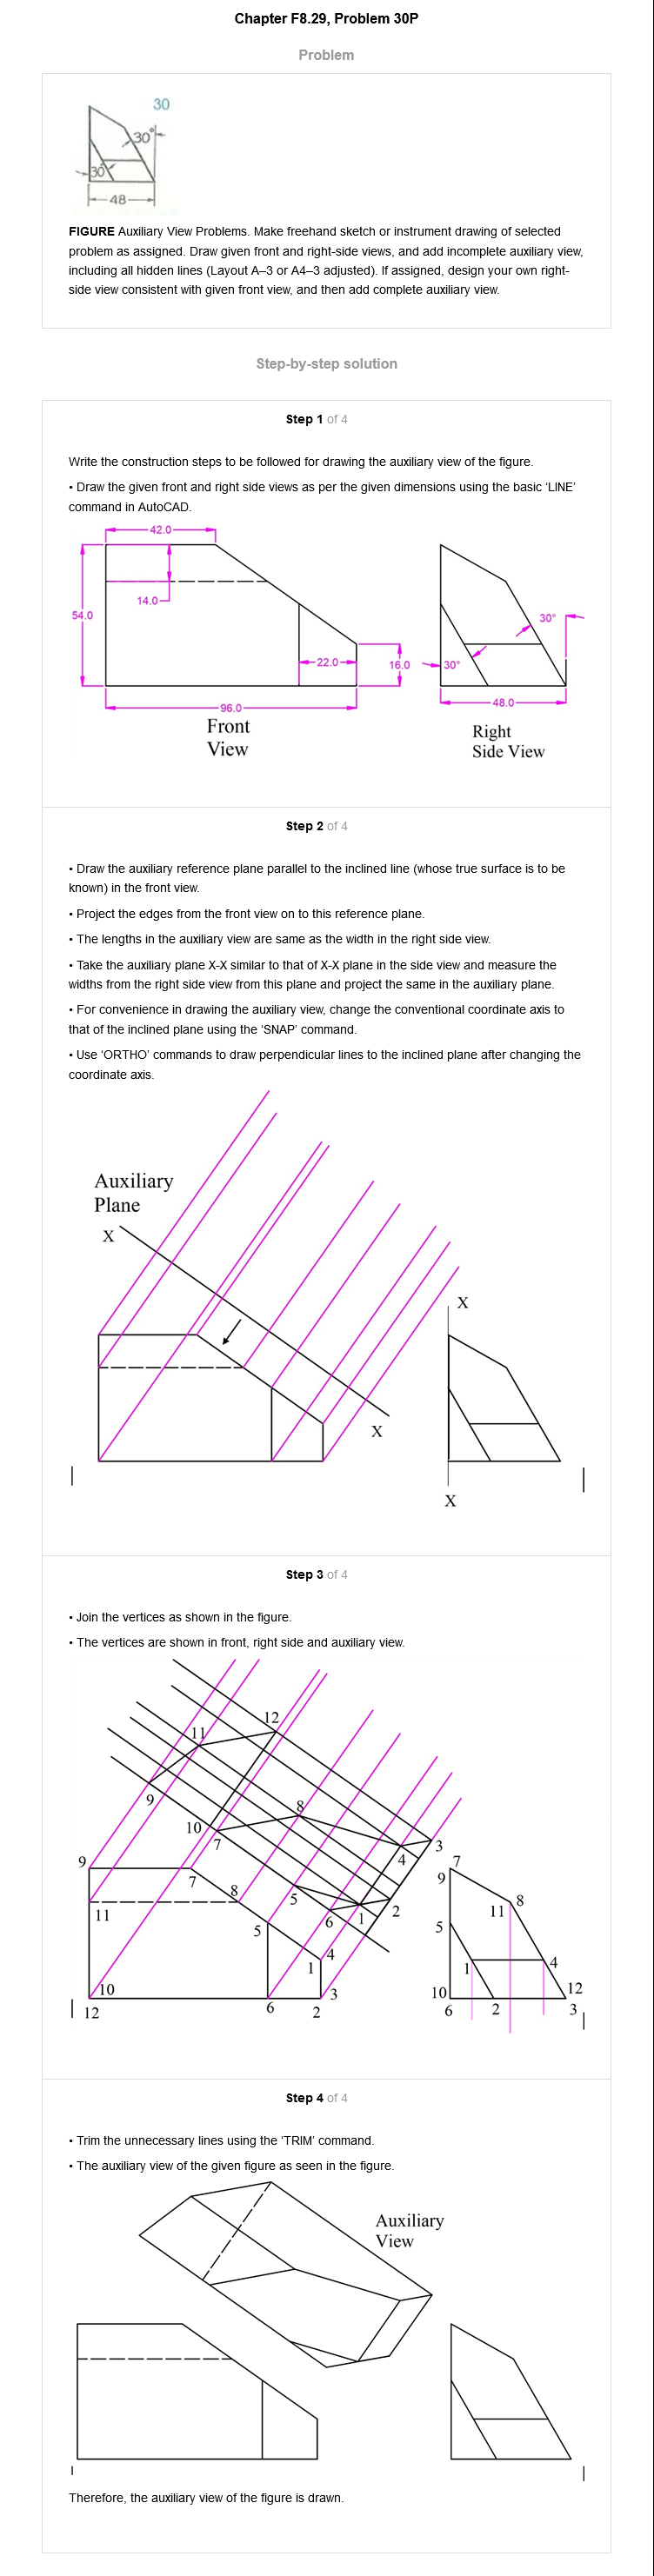 Chapter F8.29, Problem 30P
Problem
30
30°
30
48
FIGURE Auxiliary View Problems. Make freehand sketch or instrument drawing of selected
problem as assigned. Draw given front and right-side views, and add incomplete auxiliary view,
including all hidden lines (Layout A–3 or A4–3 adjusted). If assigned, design your own right-
side view consistent with given front view, and then add complete auxiliary view.
Step-by-step solution
Step 1 of 4
Write the construction steps to be followed for drawing the auxiliary view of the figure.
• Draw the given front and right side views as per the given dimensions using the basic ‘LINE’
command in AutoCAD.
42.0
14.0
54.0
22.0
16.0
96.0
Front
View
30°
30°
48.0
Right
Side View
Step 2 of 4
• Draw the auxiliary reference plane parallel to the inclined line (whose true surface is to be
known) in the front view.
• Project the edges from the front view on to this reference plane.
• The lengths in the auxiliary view are same as the width in the right side view.
• Take the auxiliary plane X-X similar to that of X-X plane in the side view and measure the
widths from the right side view from this plane and project the same in the auxiliary plane.
• For convenience in drawing the auxiliary view, change the conventional coordinate axis to
that of the inclined plane using the ‘SNAP’ command.
• Use ‘ORTHO’ commands to draw perpendicular lines to the inclined plane after changing the
coordinate axis.
Auxiliary
Plane
X
X
X
X
Step 3 of 4
• Join the vertices as shown in the figure.
• The vertices are shown in front, right side and auxiliary view.
12
11
9
8
10
7
3
4
5
6
1
2
9
7
8
11
5
4
1
10
3
12
6
2
7
9
8
11
5
1
4
10
12
6
2
3
Step 4 of 4
• Trim the unnecessary lines using the ‘TRIM’ command.
• The auxiliary view of the given figure as seen in the figure.
Auxiliary
View
Therefore, the auxiliary view of the figure is drawn.